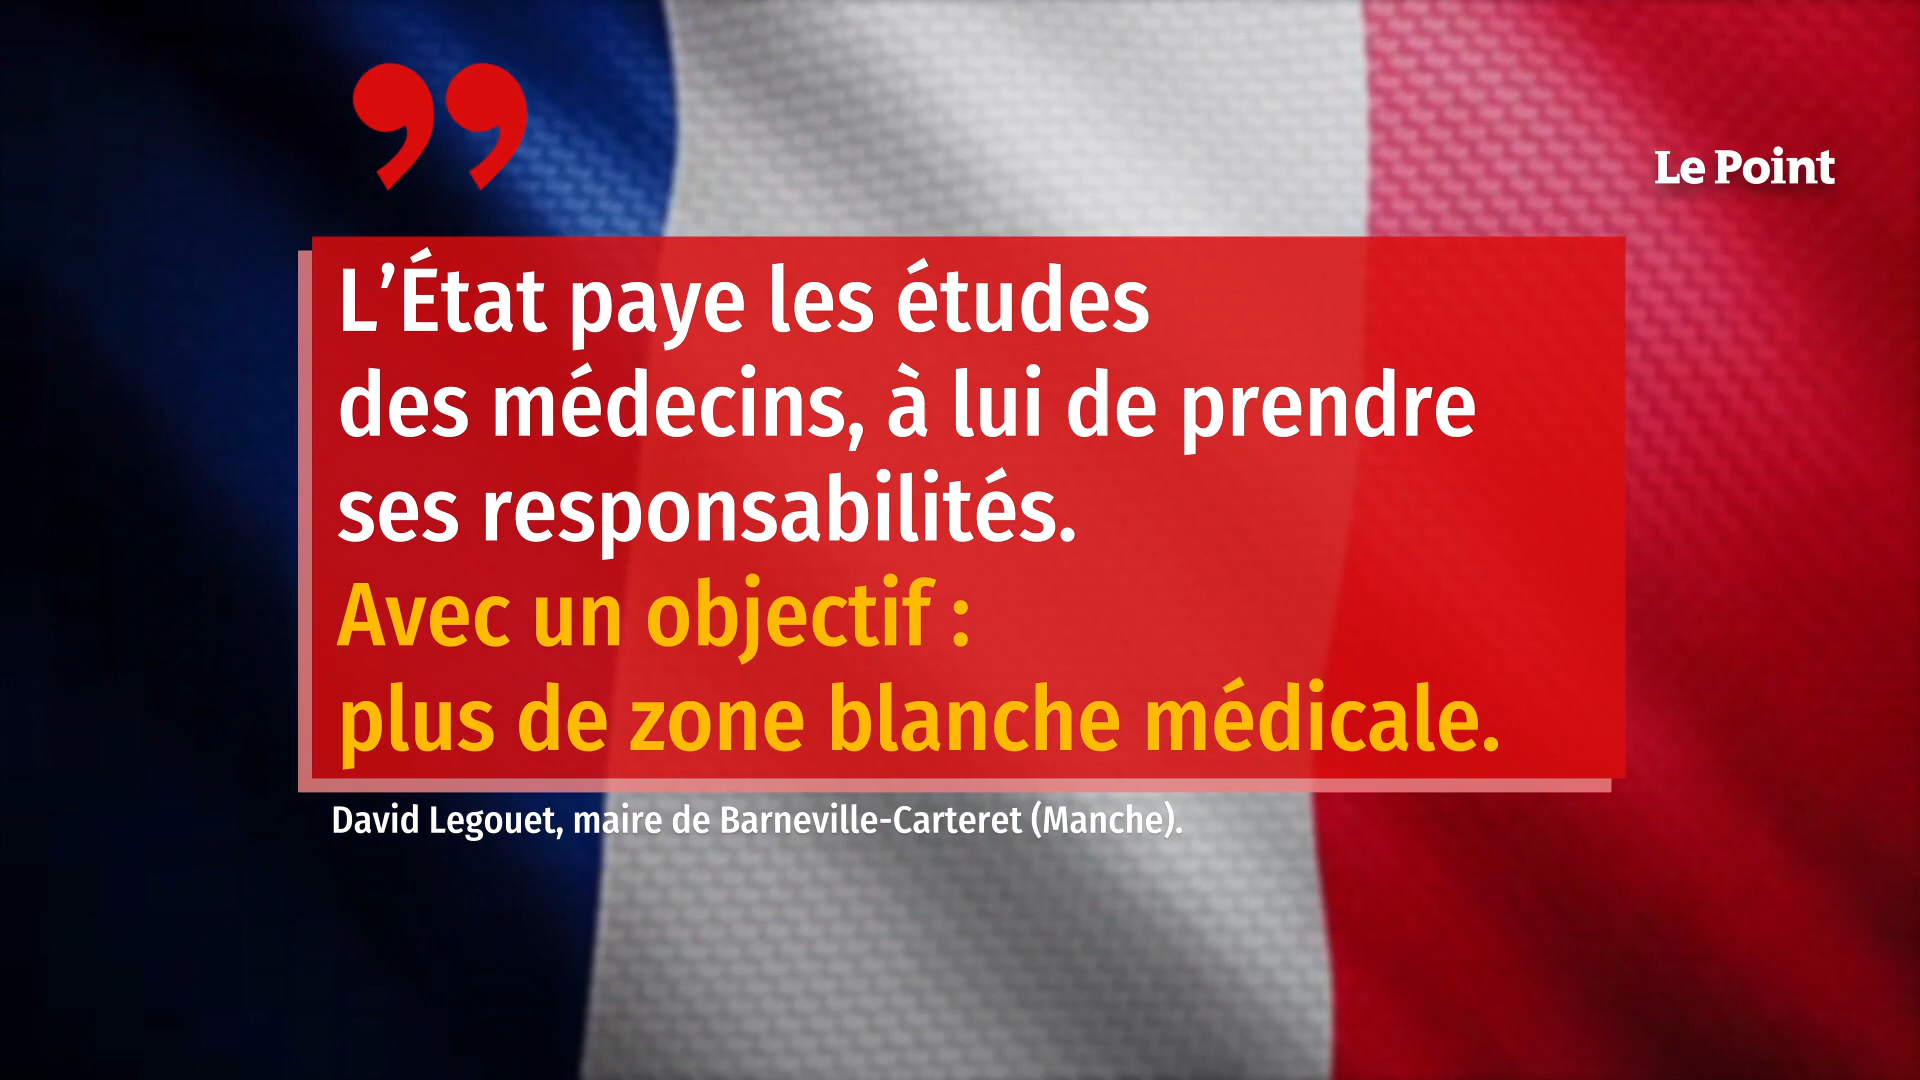 Le Point
L’État paye les études
des médecins, à lui de prendre
ses responsabilités.
Avec un objectif :
plus de zone blanche médicale.
David Legouet, maire de Barneville-Carteret (Manche).